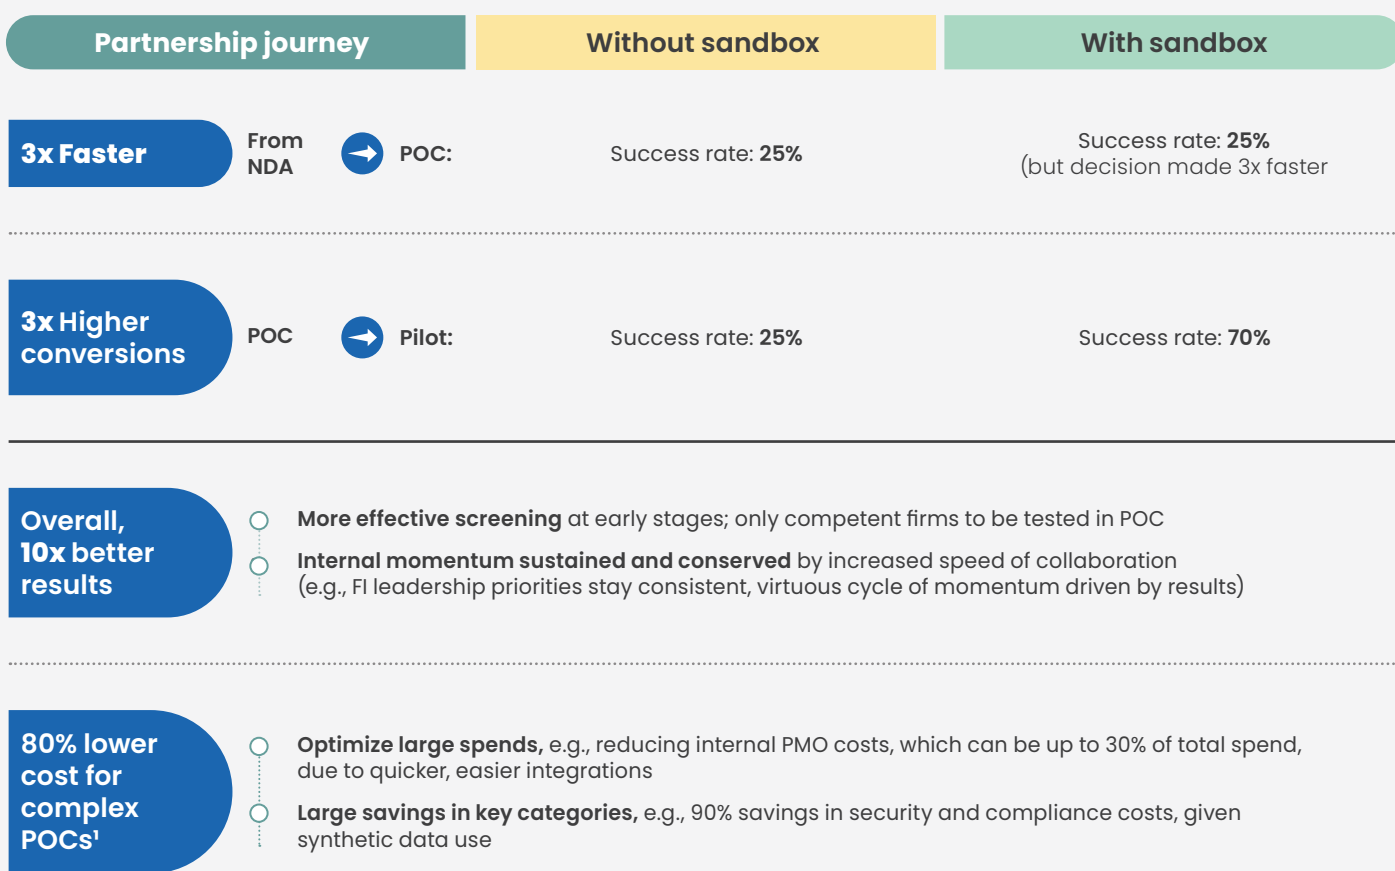 Partnership journey
Without sandbox
With sandbox
3x Faster
From
NDA
POC:
Success rate: 25%
Success rate: 25%
(but decision made 3x faster
3x Higher
conversions
POC
Pilot:
Success rate: 25%
Success rate: 70%
Overall,
10x better
results
More effective screening at early stages; only competent firms to be tested in POC
Internal momentum sustained and conserved by increased speed of collaboration
(e.g., FI leadership priorities stay consistent, virtuous cycle of momentum driven by results)
80% lower
cost for
complex
POCs¹
Optimize large spends, e.g., reducing internal PMO costs, which can be up to 30% of total spend,
due to quicker, easier integrations
Large savings in key categories, e.g., 90% savings in security and compliance costs, given
synthetic data use